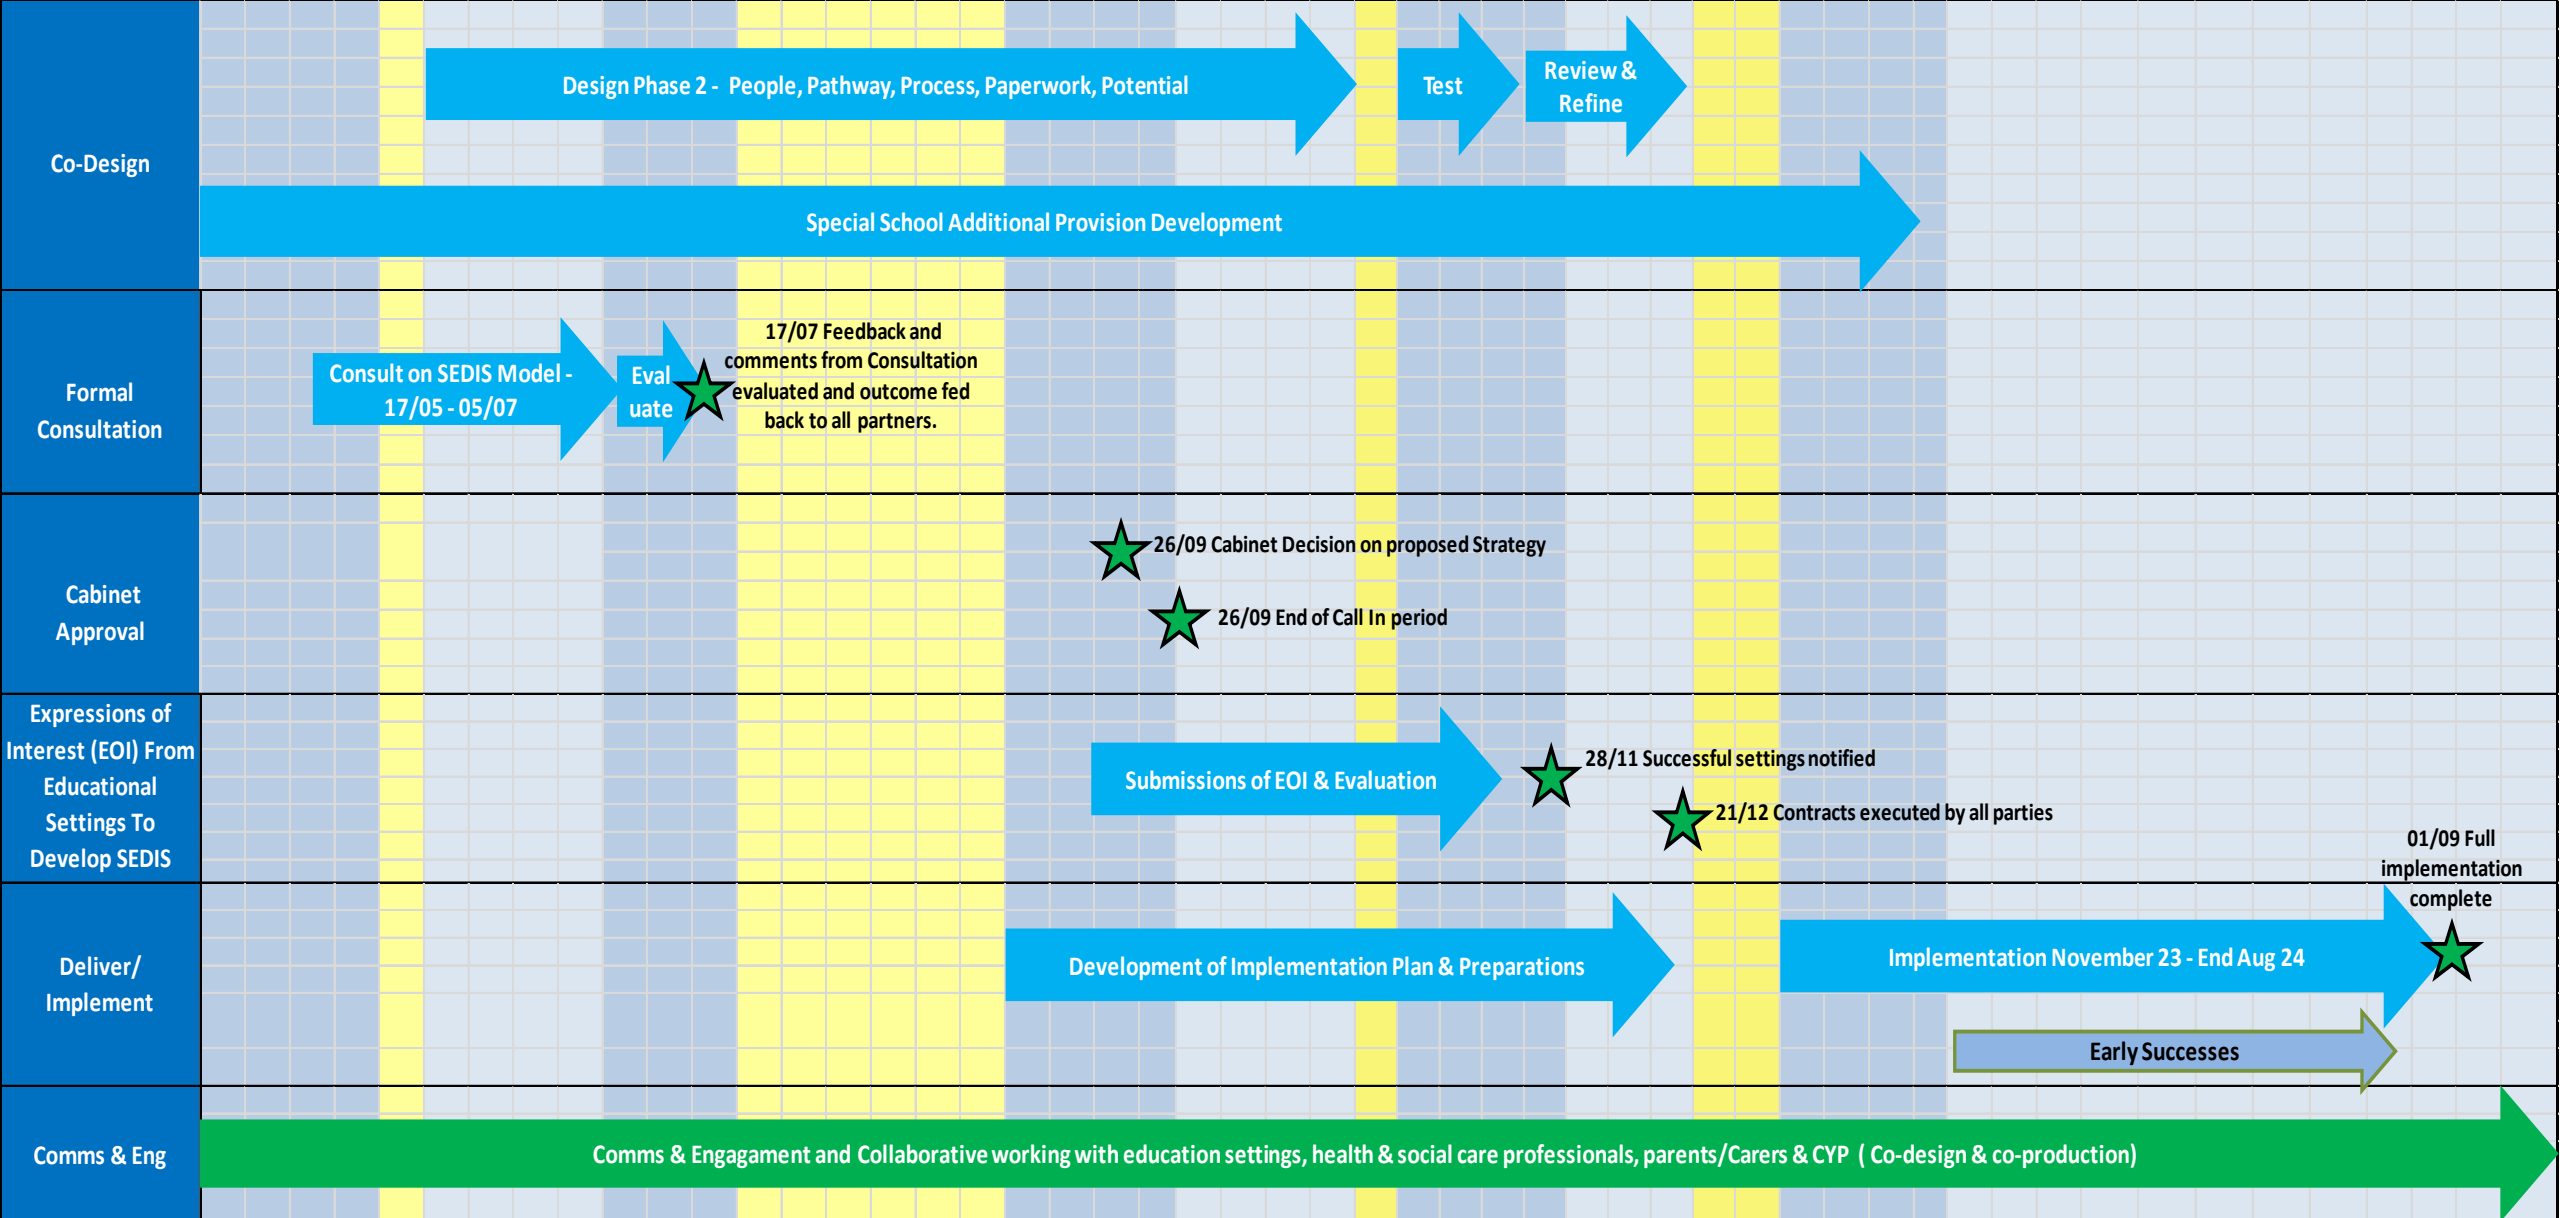 Co-Design
Design Phase 2 - People, Pathway, Process, Paperwork, Potential
Test
Review &
Refine
Special School Additional Provision Development
Formal
Consultation
Consult on SEDIS Model -
17/05 - 05/07
Eval
uate
17/07 Feedback and
comments from Consultation
evaluated and outcome fed
back to all partners.
Cabinet
Approval
26/09 Cabinet Decision on proposed Strategy
26/09 End of Call In period
Expressions of
Interest (EOI) From
Educational
Settings To
Develop SEDIS
Submissions of EOI & Evaluation
28/11 Successful settings notified
21/12 Contracts executed by all parties
01/09 Full
implementation
complete
Deliver/
Implement
Development of Implementation Plan & Preparations
Implementation November 23 - End Aug 24
Early Successes
Comms & Eng
Comms & Engagament and Collaborative working with education settings, health & social care professionals, parents/Carers & CYP ( Co-design & co-production)